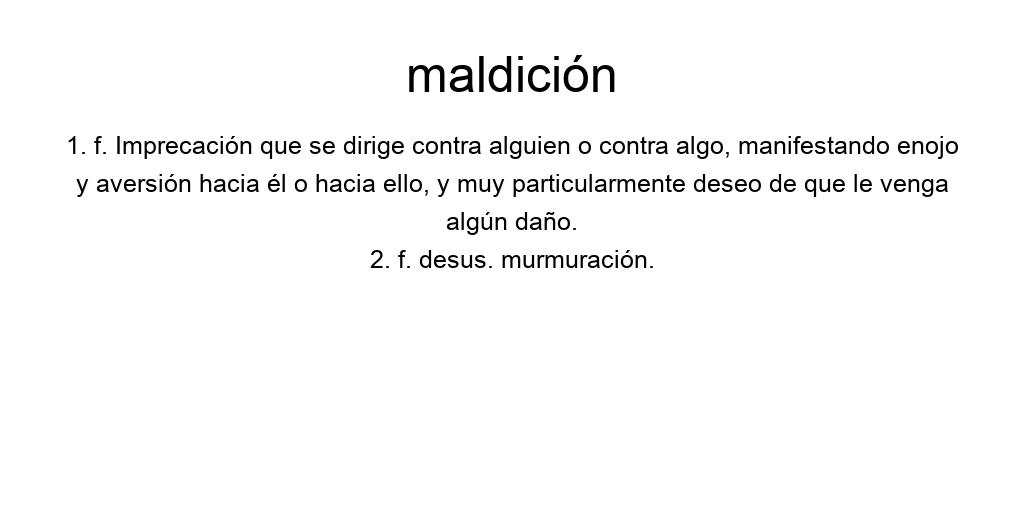 maldición
1. f. Imprecación que se dirige contra alguien o contra algo, manifestando enojo
y aversión hacia él o hacia ello, y muy particularmente deseo de que le venga
algún daño.
2. f. desus. murmuración.